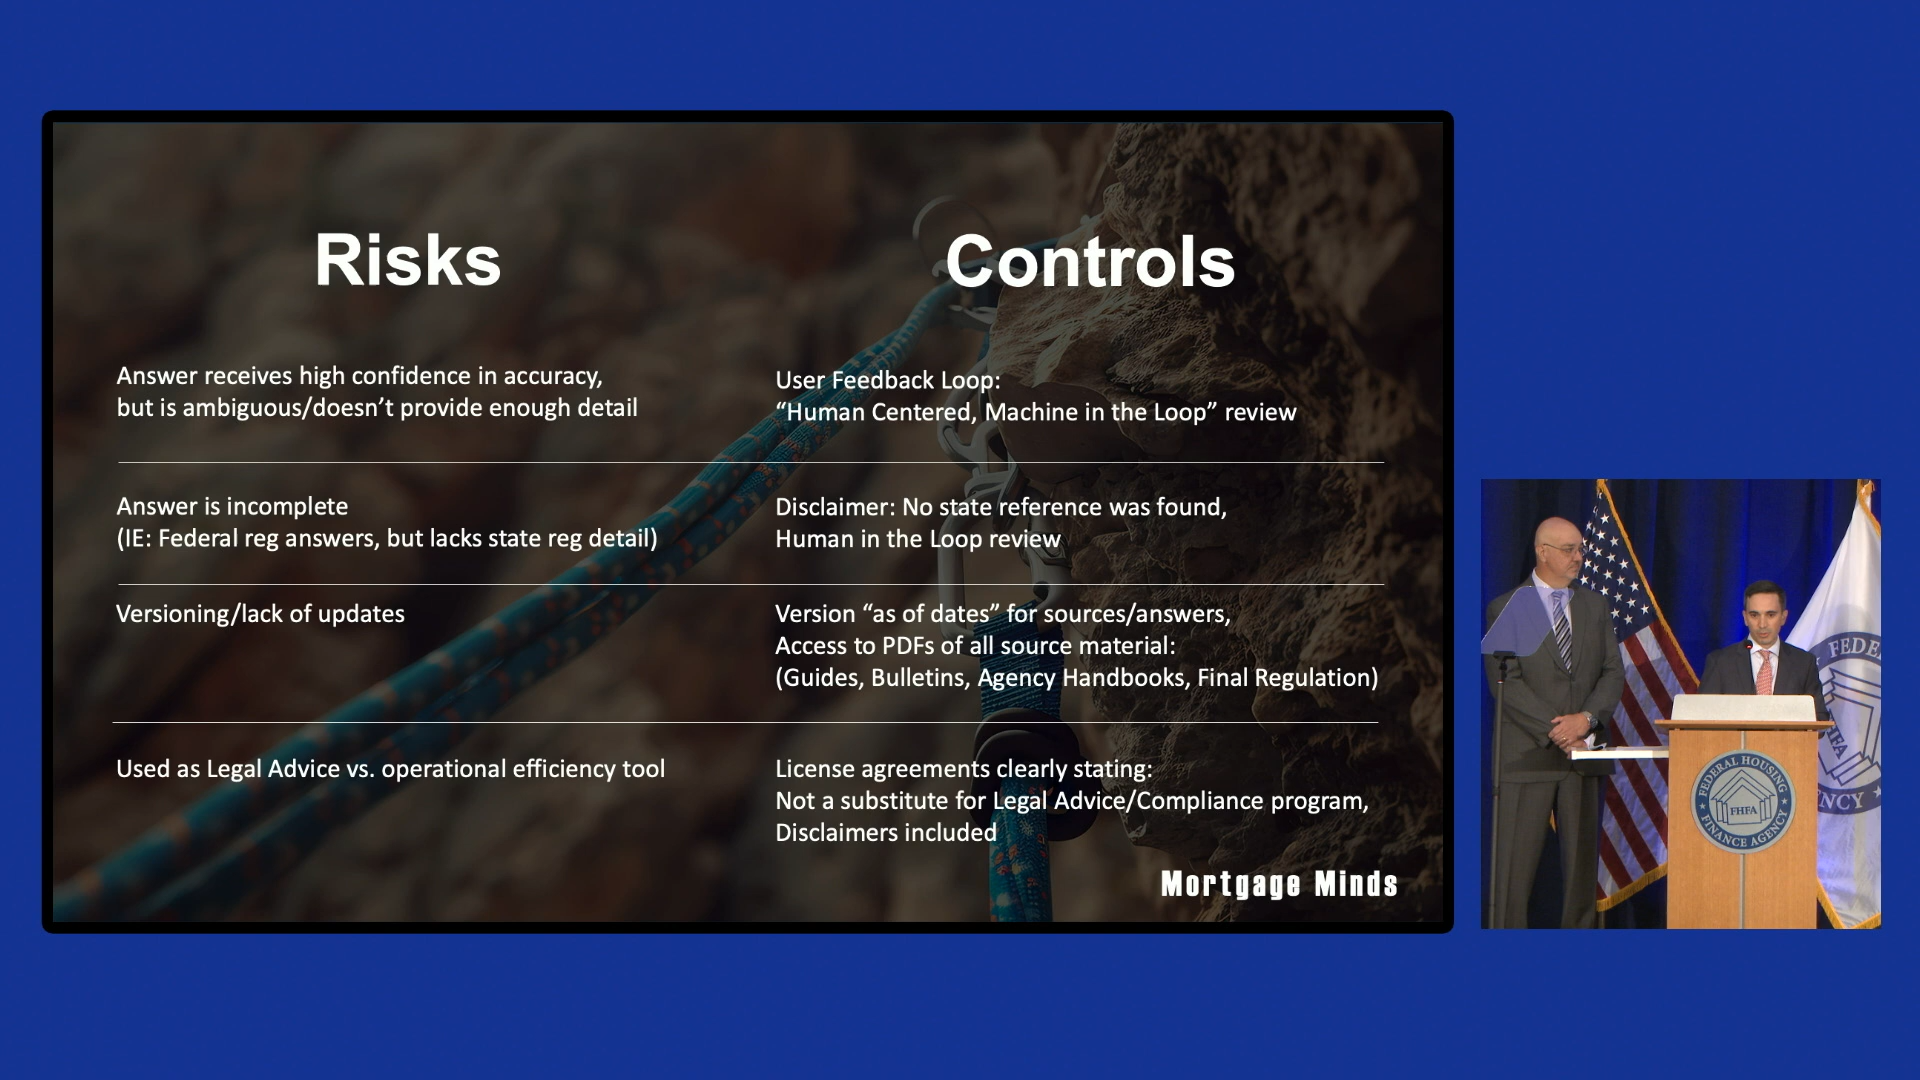 Risks
Controls
Answer receives high confidence in accuracy,
but is ambiguous/doesn’t provide enough detail
User Feedback Loop:
“Human Centered, Machine in the Loop” review
Answer is incomplete
(IE: Federal reg answers, but lacks state reg detail)
Disclaimer: No state reference was found,
Human in the Loop review
Versioning/lack of updates
Version “as of dates” for sources/answers,
Access to PDFs of all source material:
(Guides, Bulletins, Agency Handbooks, Final Regulation)
Used as Legal Advice vs. operational efficiency tool
License agreements clearly stating:
Not a substitute for Legal Advice/Compliance program,
Disclaimers included
Mortgage Minds
FEDERAL HOUSING
FHFA
FINANCE AGENCY